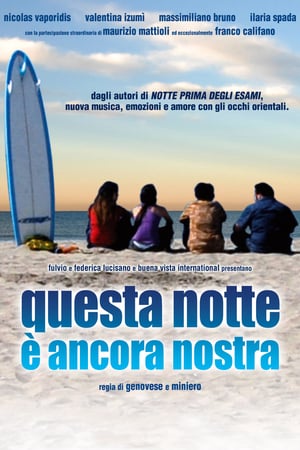 nicolas vaporidis valentina izumì massimiliano bruno ilaria spada
con la partecipazione straordinaria di maurizio mattioli ed eccezionalmente franco califano
dagli autori di NOTTE PRIMA DEGLI ESAMI,
nuova musica, emozioni e amore con gli occhi orientali.
fulvio e federica lucisano e buena vista international presentano
questa notte
è ancora nostra
regia di genovese e miniero